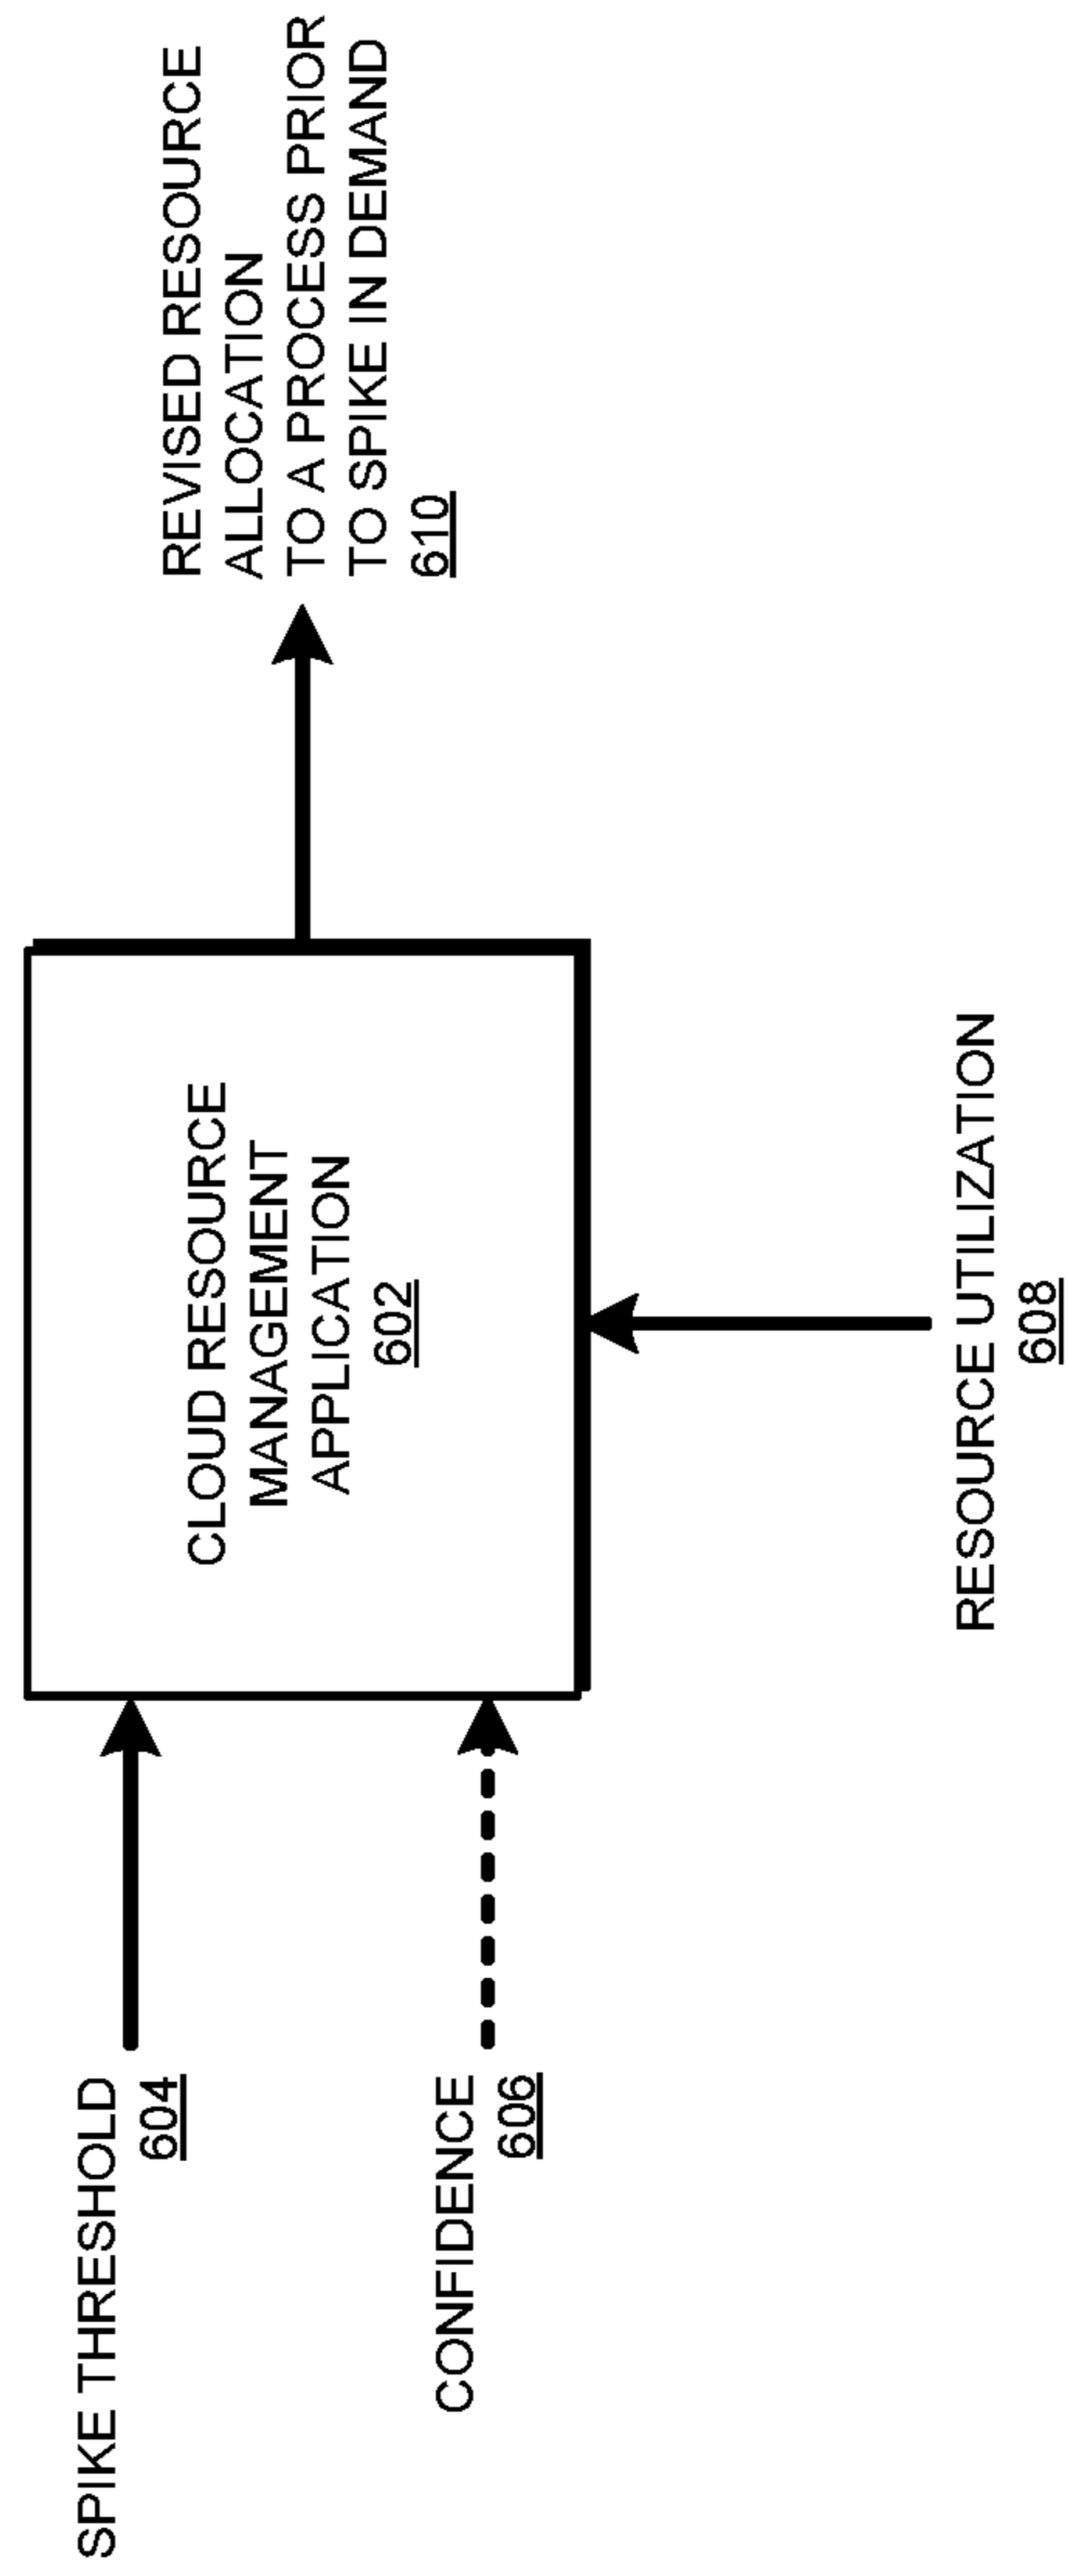 SPIKE THRESHOLD
604
CONFIDENCE
606
CLOUD RESOURCE
MANAGEMENT
APPLICATION
602
RESOURCE UTILIZATION
608
REVISED RESOURCE
ALLOCATION
TO A PROCESS PRIOR
TO SPIKE IN DEMAND
610